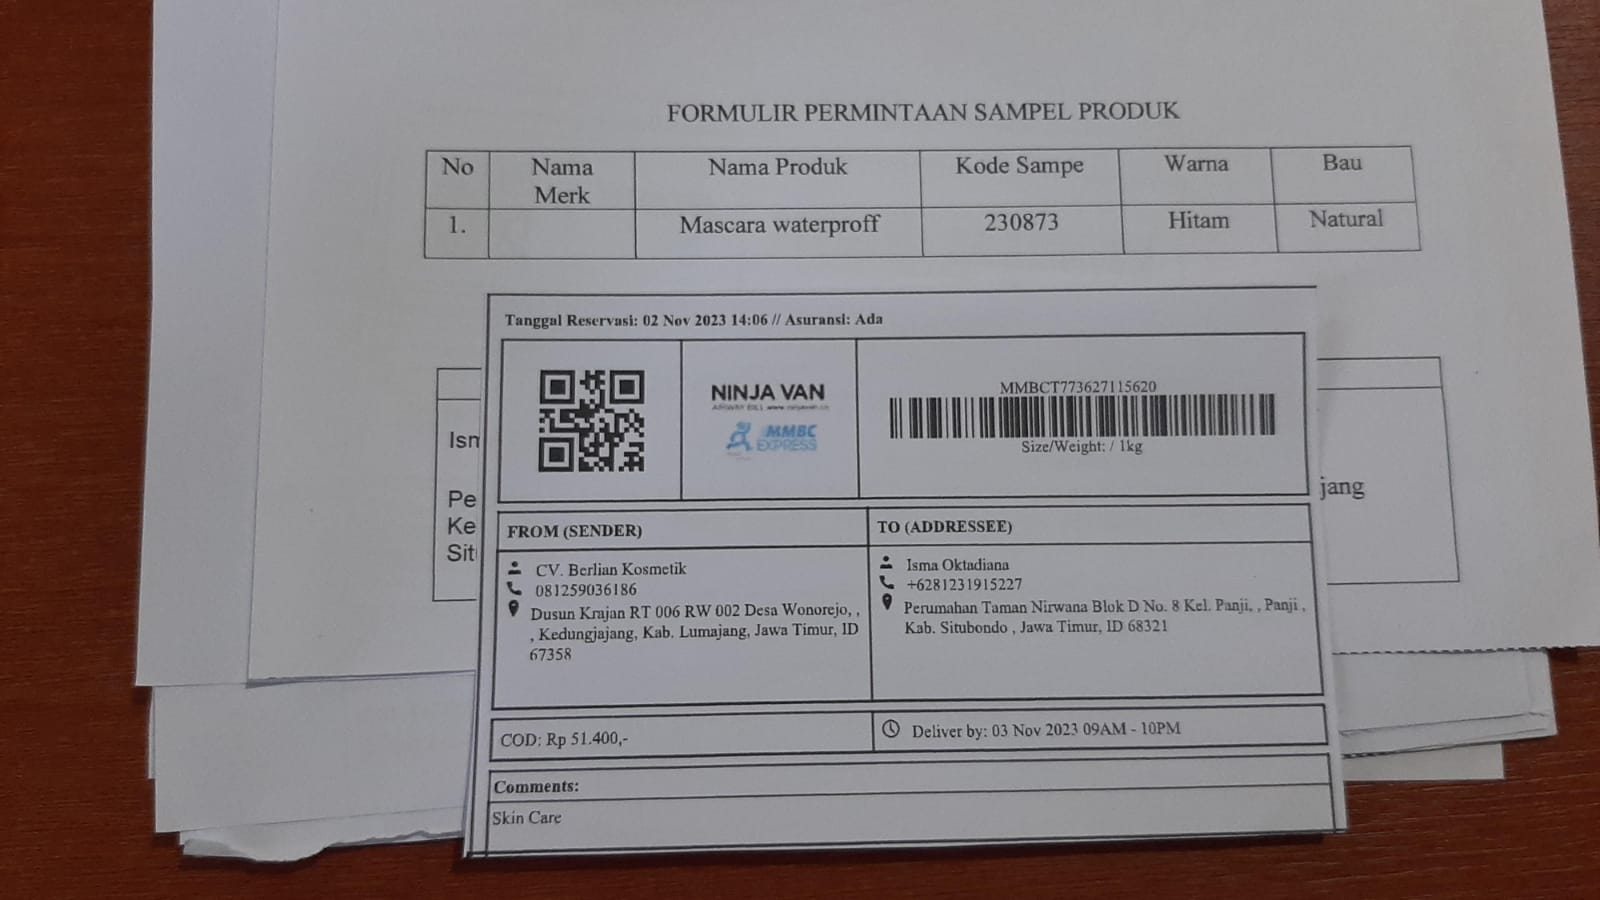 FORMULIR PERMINTAAN SAMPEL PRODUK
No Nama Merk Nama Produk Kode Sampe Warna Bau
1. Mascara waterproff 230873 Hitam Natural
Tanggal Reservasi: 02 Nov 2023 14:06 // Asuransi: Ada
NINJA VAN
MMBC
EXPRESS
MMBCT773627115620
Size/Weight: / 1kg
Isn
Pe
Ke
Sit
jang
FROM (SENDER)
CV. Berlian Kosmetik
081259036186
Dusun Krajan RT 006 RW 002 Desa Wonorejo, ,
, Kedungjajang, Kab. Lumajang, Jawa Timur, ID
67358
TO (ADDRESSEE)
Isma Oktadiana
+6281231915227
Perumahan Taman Nirwana Blok D No. 8 Kel. Panji, , Panji ,
Kab. Situbondo , Jawa Timur, ID 68321
COD: Rp 51.400,-
Deliver by: 03 Nov 2023 09AM - 10PM
Comments:
Skin Care